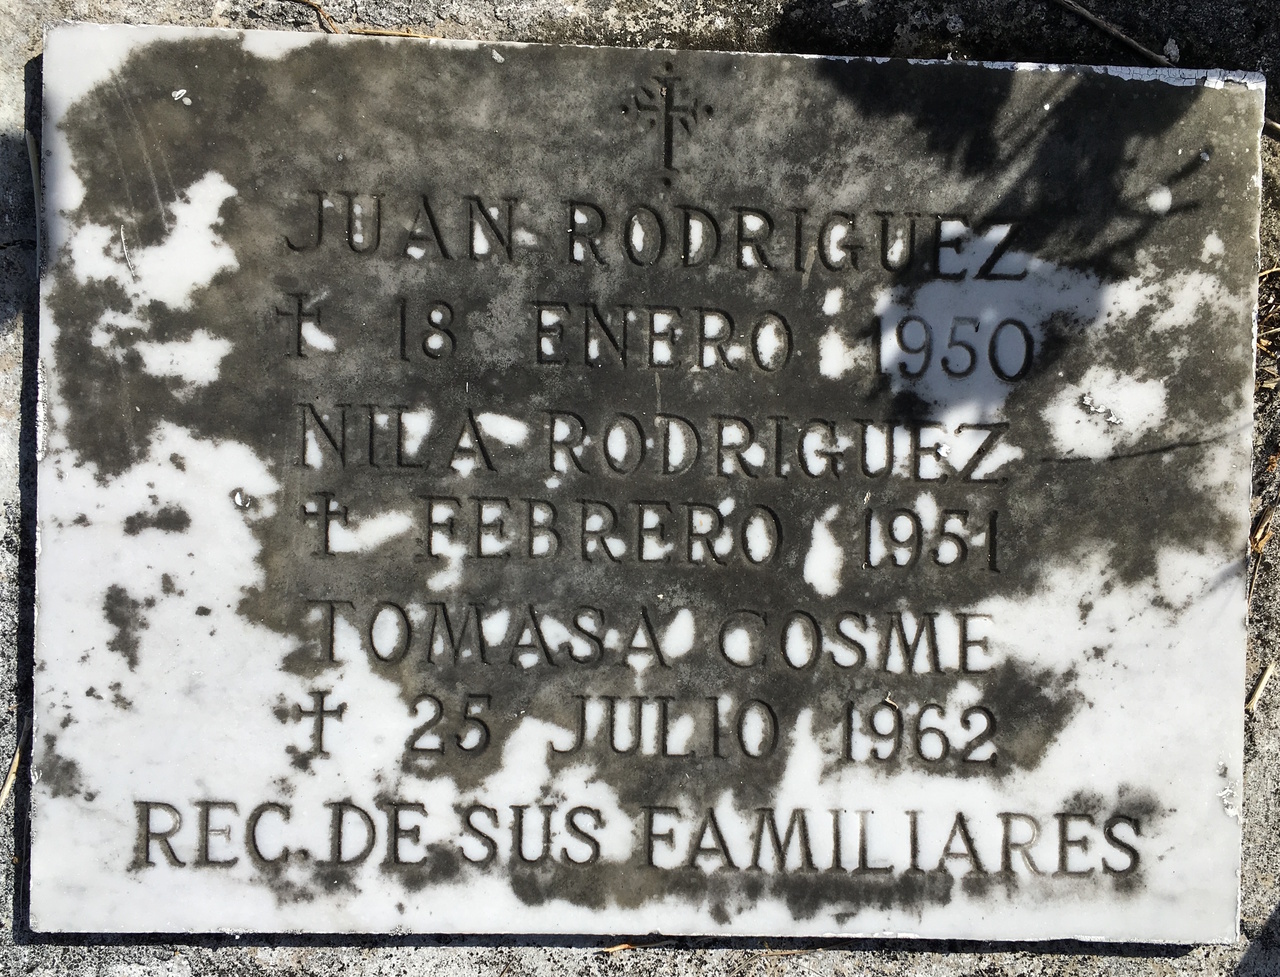 JUAN RODRIGUEZ
† 18 ENERO 1950
NILA RODRIGUEZ
† FEBRERO 1951
TOMASA COSME
† 25 JULIO 1962
REC. DE SUS FAMILIARES